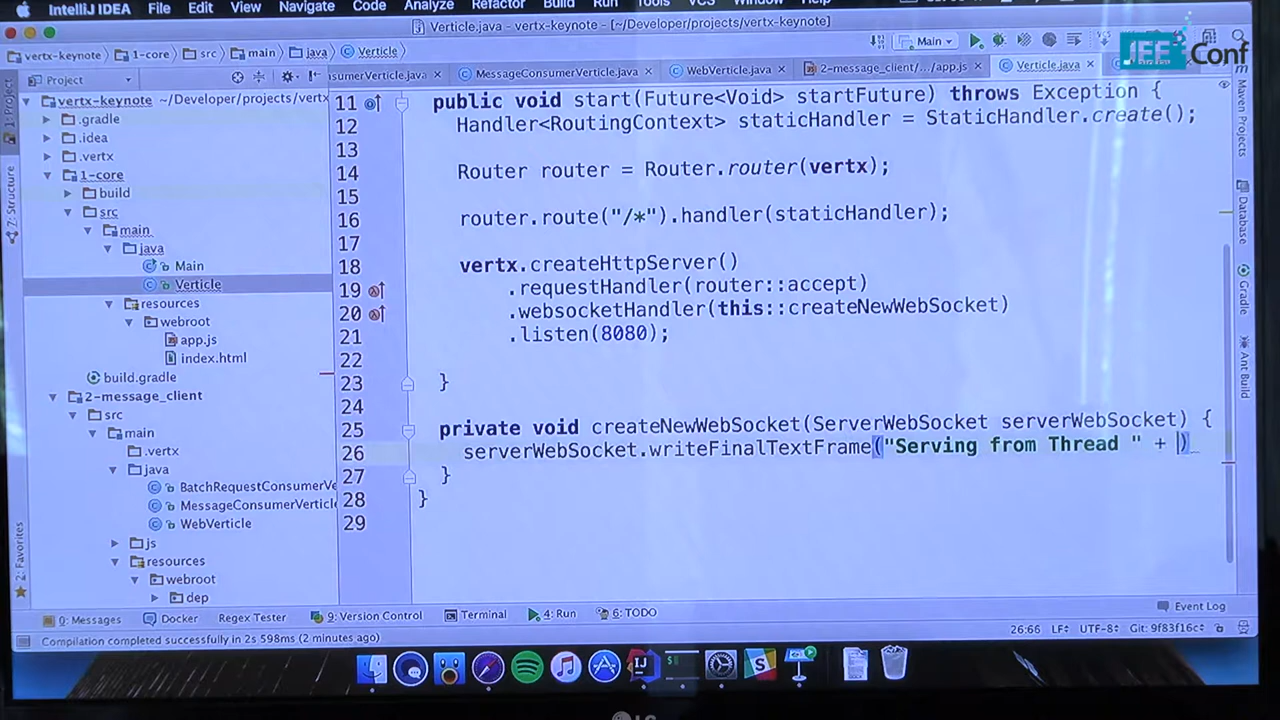 IntelliJ IDEA File Edit View Navigate Code Analyze Refactor Build Run Tools VCS Window
Verticle.java - vertx-keynote - [~/Developer/projects/vertx-keynote]
JEE Conf
vertx-keynote 1-core src main java Verticle
Main
Project
nsumerVerticle.java MessageConsumerVerticle.java WebVerticle.java 2-message_client/.../app.js Verticle.java
1: Project
Z: Structure
2: Favorites
Maven Projects
Database
Gradle
Ant Build
vertx-keynote ~/Developer/projects/vertx
.gradle
.idea
.vertx
1-core
build
src
main
java
Main
Verticle
resources
webroot
app.js
index.html
build.gradle
2-message_client
src
main
.vertx
java
BatchRequestConsumerVe
MessageConsumerVerticl
WebVerticle
js
resources
webroot
dep
11 public void start(Future<Void> startFuture) throws Exception {
12 Handler<RoutingContext> staticHandler = StaticHandler.create();
13
14 Router router = Router.router(vertx);
15
16 router.route("/*").handler(staticHandler);
17
18 vertx.createHttpServer()
19 .requestHandler(router::accept)
20 .websocketHandler(this::createNewWebSocket)
21 .listen(8080);
22
23 }
24
25 private void createNewWebSocket(ServerWebSocket serverWebSocket) {
26 serverWebSocket.writeFinalTextFrame("Serving from Thread " + )
27 }
28 }
29
0: Messages Docker Regex Tester 9: Version Control Terminal 4: Run 6: TODO Event Log
Compilation completed successfully in 2s 598ms (2 minutes ago) 26:66 LF UTF-8 Git: 9f83f16c
LG